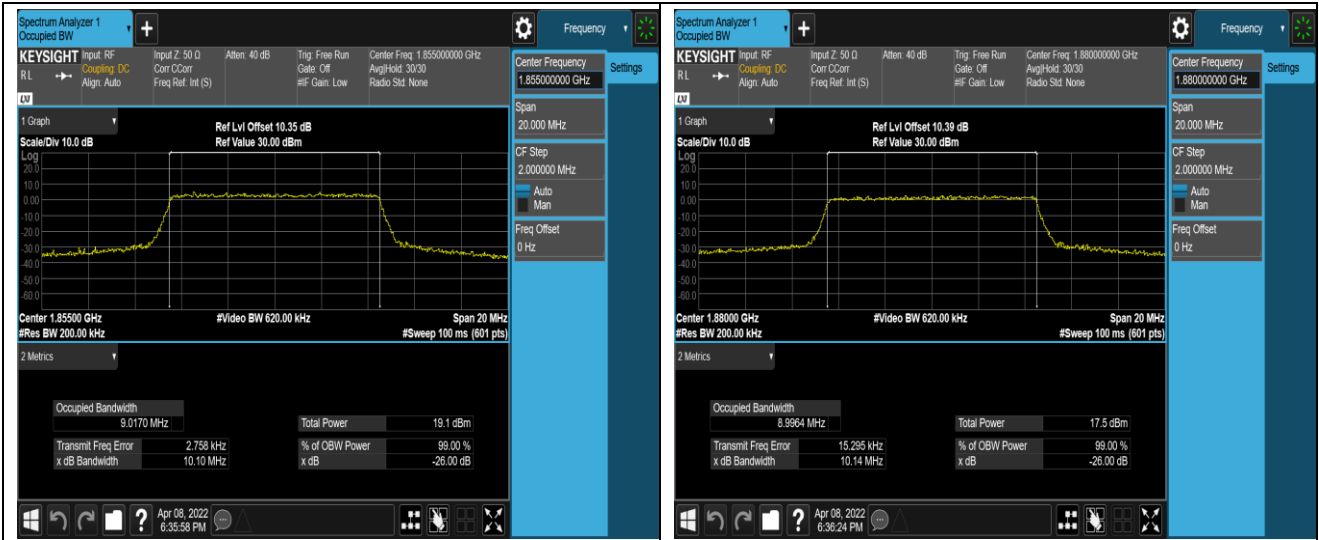 Spectrum Analyzer 1
Occupied BW
+
Frequency
KEYSIGHT Input: RF Input Z: 50 Ω Atten: 40 dB Trig: Free Run Center Freq: 1.855000000 GHz
Coupling: DC Corr CCorr Gate: Off Avg|Hold: 30/30
RL Align: Auto Freq Ref: Int (S) #IF Gain: Low Radio Std: None
LXI
Center Frequency
1.855000000 GHz
Settings
Span
20.000 MHz
CF Step
2.000000 MHz
Auto
Man
Freq Offset
0 Hz
1 Graph
Ref Lvl Offset 10.35 dB
Scale/Div 10.0 dB Ref Value 30.00 dBm
Log
20.0
10.0
0.00
-10.0
-20.0
-30.0
-40.0
-50.0
-60.0
Center 1.85500 GHz #Video BW 620.00 kHz Span 20 MHz
#Res BW 200.00 kHz #Sweep 100 ms (601 pts)
2 Metrics
Occupied Bandwidth
9.0170 MHz Total Power 19.1 dBm
Transmit Freq Error 2.758 kHz % of OBW Power 99.00 %
x dB Bandwidth 10.10 MHz x dB -26.00 dB
? Apr 08, 2022
6:35:58 PM
Spectrum Analyzer 1
Occupied BW
+
Frequency
KEYSIGHT Input: RF Input Z: 50 Ω Atten: 40 dB Trig: Free Run Center Freq: 1.880000000 GHz
Coupling: DC Corr CCorr Gate: Off Avg|Hold: 30/30
RL Align: Auto Freq Ref: Int (S) #IF Gain: Low Radio Std: None
LXI
Center Frequency
1.880000000 GHz
Settings
Span
20.000 MHz
CF Step
2.000000 MHz
Auto
Man
Freq Offset
0 Hz
1 Graph
Ref Lvl Offset 10.39 dB
Scale/Div 10.0 dB Ref Value 30.00 dBm
Log
20.0
10.0
0.00
-10.0
-20.0
-30.0
-40.0
-50.0
-60.0
Center 1.88000 GHz #Video BW 620.00 kHz Span 20 MHz
#Res BW 200.00 kHz #Sweep 100 ms (601 pts)
2 Metrics
Occupied Bandwidth
8.9964 MHz Total Power 17.5 dBm
Transmit Freq Error 15.295 kHz % of OBW Power 99.00 %
x dB Bandwidth 10.14 MHz x dB -26.00 dB
? Apr 08, 2022
6:36:24 PM